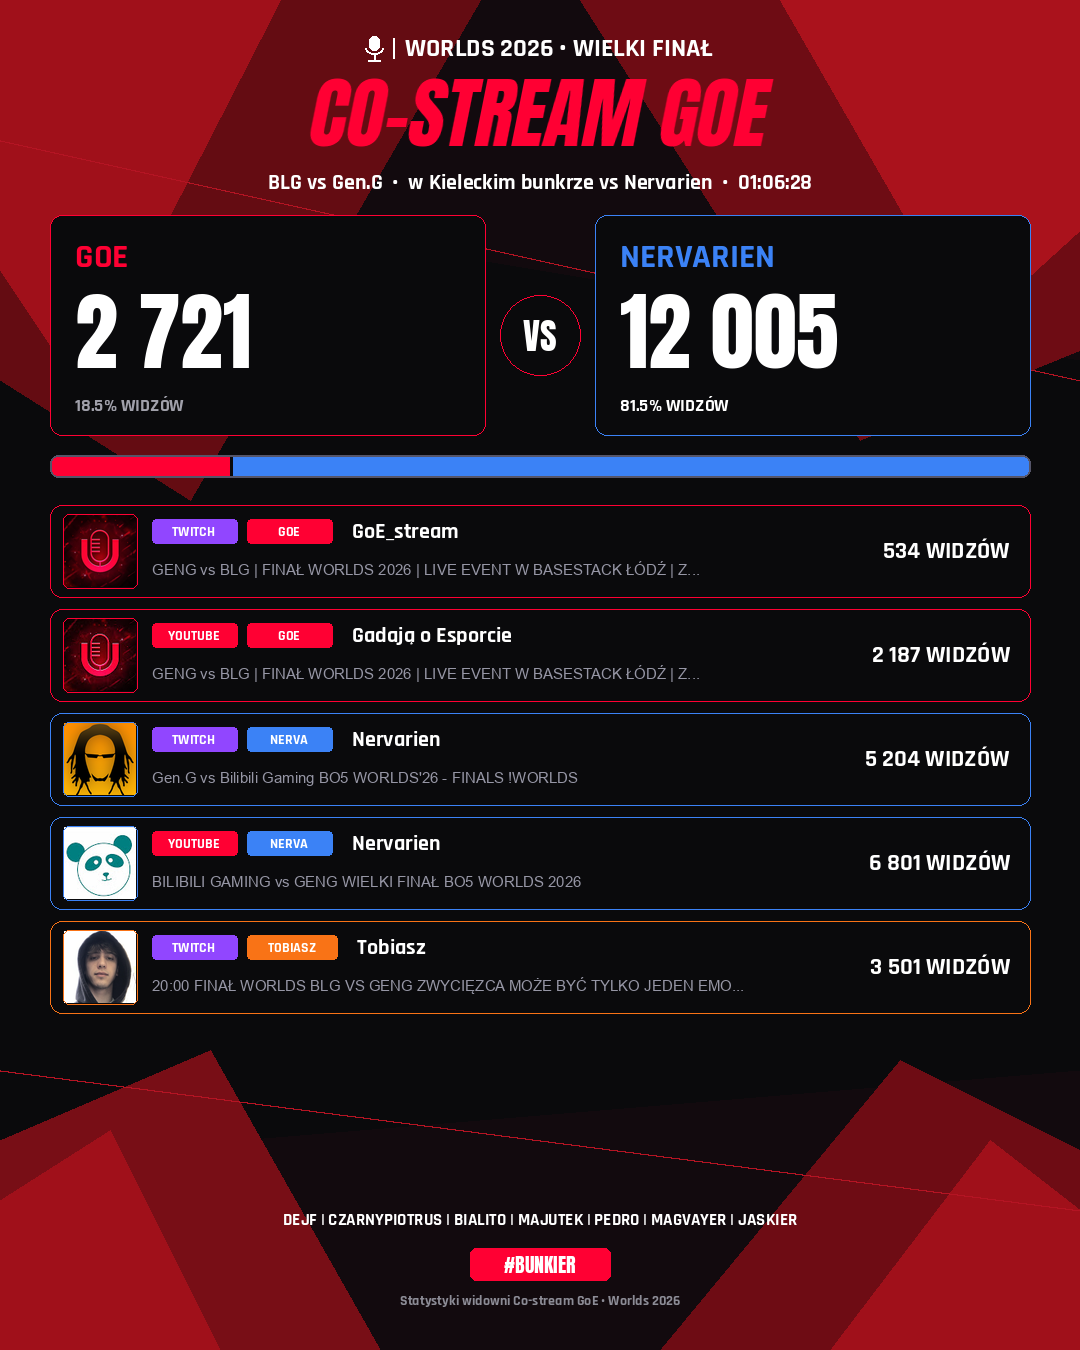 WORLDS 2026 • WIELKI FINAŁ
CO-STREAM GOE
BLG vs Gen.G • w Kieleckim bunkrze vs Nervarien • 01:06:28
GOE
2 721
18.5% WIDZÓW
VS
NERVARIEN
12 005
81.5% WIDZÓW
TWITCH GOE GoE_stream
GENG vs BLG | FINAŁ WORLDS 2026 | LIVE EVENT W BASESTACK ŁÓDŹ | Z...
534 WIDZÓW
YOUTUBE GOE Gadają o Esporcie
GENG vs BLG | FINAŁ WORLDS 2026 | LIVE EVENT W BASESTACK ŁÓDŹ | Z...
2 187 WIDZÓW
TWITCH NERVA Nervarien
Gen.G vs Bilibili Gaming BO5 WORLDS'26 - FINALS !WORLDS
5 204 WIDZÓW
YOUTUBE NERVA Nervarien
BILIBILI GAMING vs GENG WIELKI FINAŁ BO5 WORLDS 2026
6 801 WIDZÓW
TWITCH TOBIASZ Tobiasz
20:00 FINAŁ WORLDS BLG VS GENG ZWYCIĘZCA MOŻE BYĆ TYLKO JEDEN EMO...
3 501 WIDZÓW
DEJF | CZARNYPIOTRUS | BIALITO | MAJUTEK | PEDRO | MAGVAYER | JASKIER
#BUNKIER
Statystyki widowni Co-stream GoE • Worlds 2026